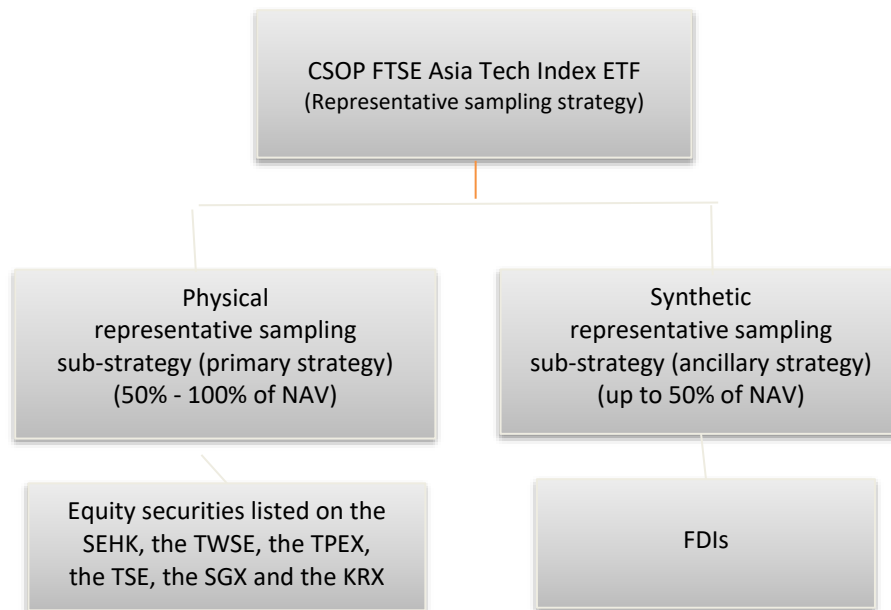 CSOP FTSE Asia Tech Index ETF
(Representative sampling strategy)
Physical
representative sampling
sub-strategy (primary strategy)
(50% - 100% of NAV)
Synthetic
representative sampling
sub-strategy (ancillary strategy)
(up to 50% of NAV)
Equity securities listed on the
SEHK, the TWSE, the TPEX,
the TSE, the SGX and the KRX
FDIs